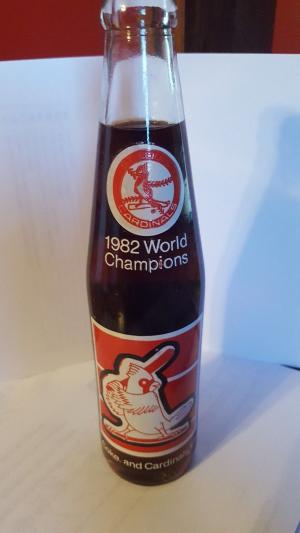 CARDINALS
1982 World
Champions
Coke and Cardinals